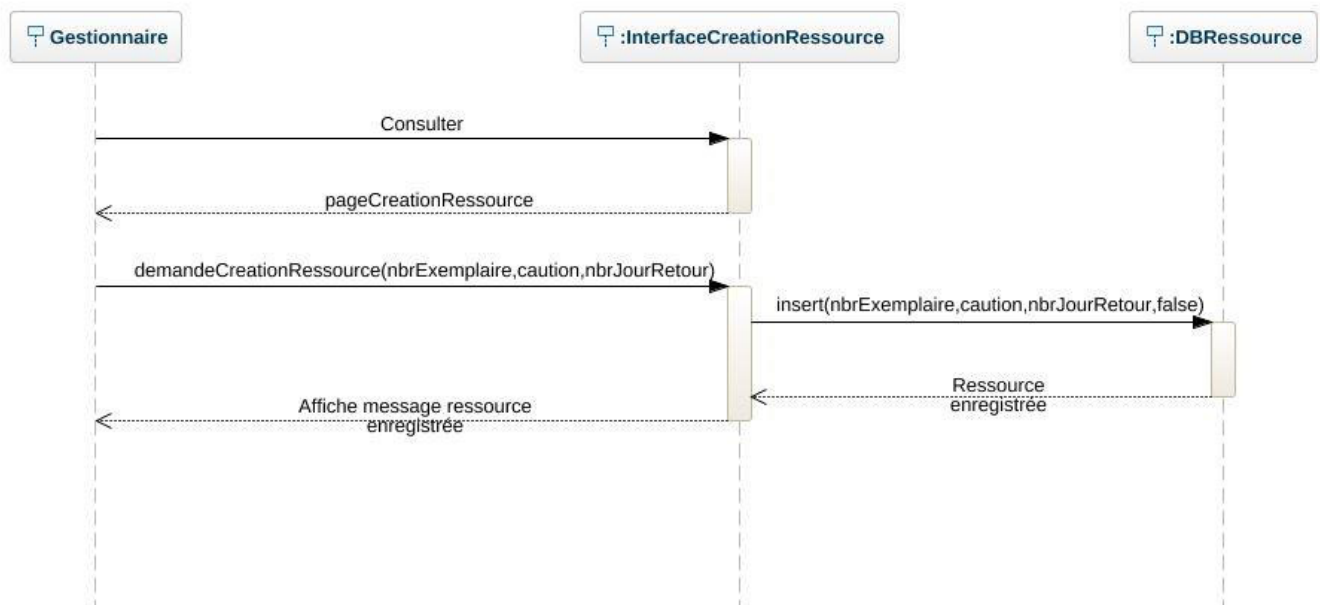 Gestionnaire
:InterfaceCreationRessource
:DBRessource
Consulter
pageCreationRessource
demandeCreationRessource(nbrExemplaire,caution,nbrJourRetour)
insert(nbrExemplaire,caution,nbrJourRetour,false)
Ressource
enregistrée
Affiche message ressource
enregistrée